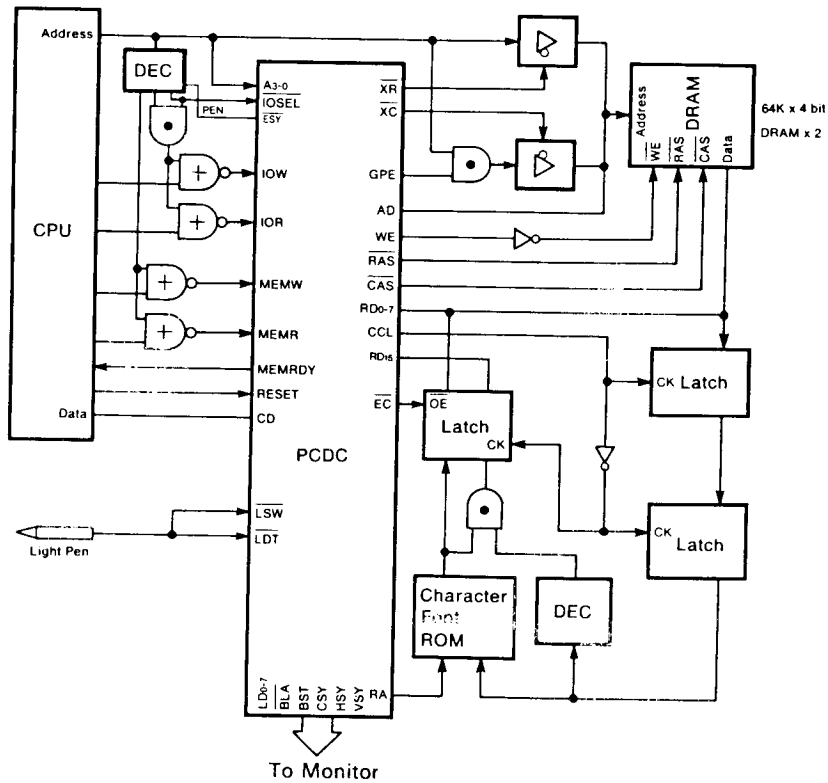 Address
DEC
PEN
CPU
Data
Light Pen
A3-0
IOSEL
ESY
IOW
IOR
MEMW
MEMR
MEMRDY
RESET
CD
PCDC
LSW
LDT
LD0-7
BLA
BST
CSY
HSY
VSY
RA
To Monitor
XR
XC
GPE
AD
WE
RAS
CAS
RD0-7
CCL
RD15
EC
Address
DRAM
WE
RAS
CAS
Data
64K x 4 bit
DRAM x 2
OE
Latch
CK
CK Latch
CK
Latch
Character
Font
ROM
DEC